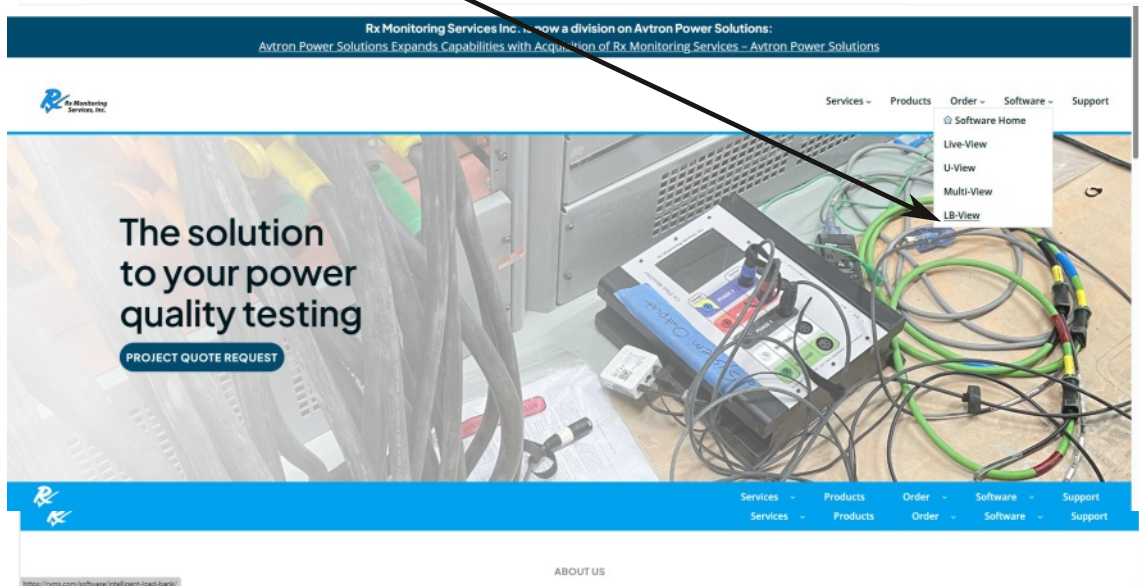 Rx Monitoring Services Inc. is now a division on Avtron Power Solutions:
Avtron Power Solutions Expands Capabilities with Acquisition of Rx Monitoring Services – Avtron Power Solutions
Rx Rx Monitoring Services, Inc.
Services Products Order Software Support
Software Home
Live-View
U-View
Multi-View
LB-View
The solution
to your power
quality testing
PROJECT QUOTE REQUEST
Rx Services Products Order Software Support
Rx Services Products Order Software Support
ABOUT US
https://rxms.com/software/intelligent-load-bank/